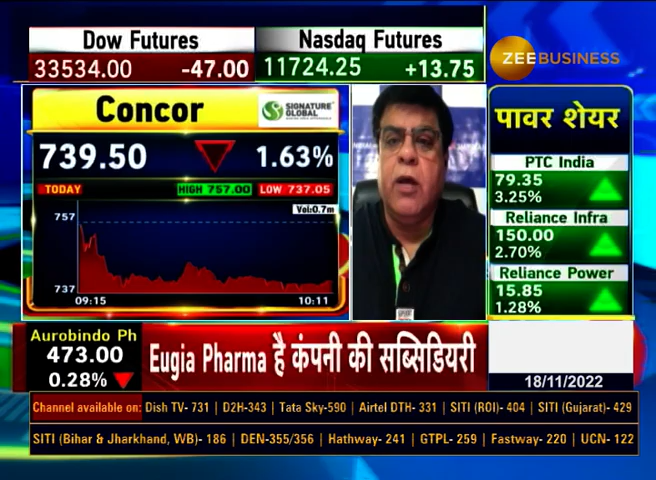 Dow Futures
33534.00 -47.00
Nasdaq Futures
11724.25 +13.75
ZEEBUSINESS
Concor
SIGNATURE
GLOBAL
739.50 1.63%
TODAY HIGH 757.00 LOW 737.05
Vol:0.7m
757
737
09:15 10:11
पावर शेयर
PTC India
79.35
3.25%
Reliance Infra
150.00
2.70%
Reliance Power
15.85
1.28%
Aurobindo Ph
473.00
0.28%
Eugia Pharma है कंपनी की सब्सिडियरी
18/11/2022
Channel available on: Dish TV- 731 | D2H-343 | Tata Sky-590 | Airtel DTH- 331 | SITI (ROI)- 404 | SITI (Gujarat)- 429
SITI (Bihar & Jharkhand, WB)- 186 | DEN-355/356 | Hathway- 241 | GTPL- 259 | Fastway- 220 | UCN- 122